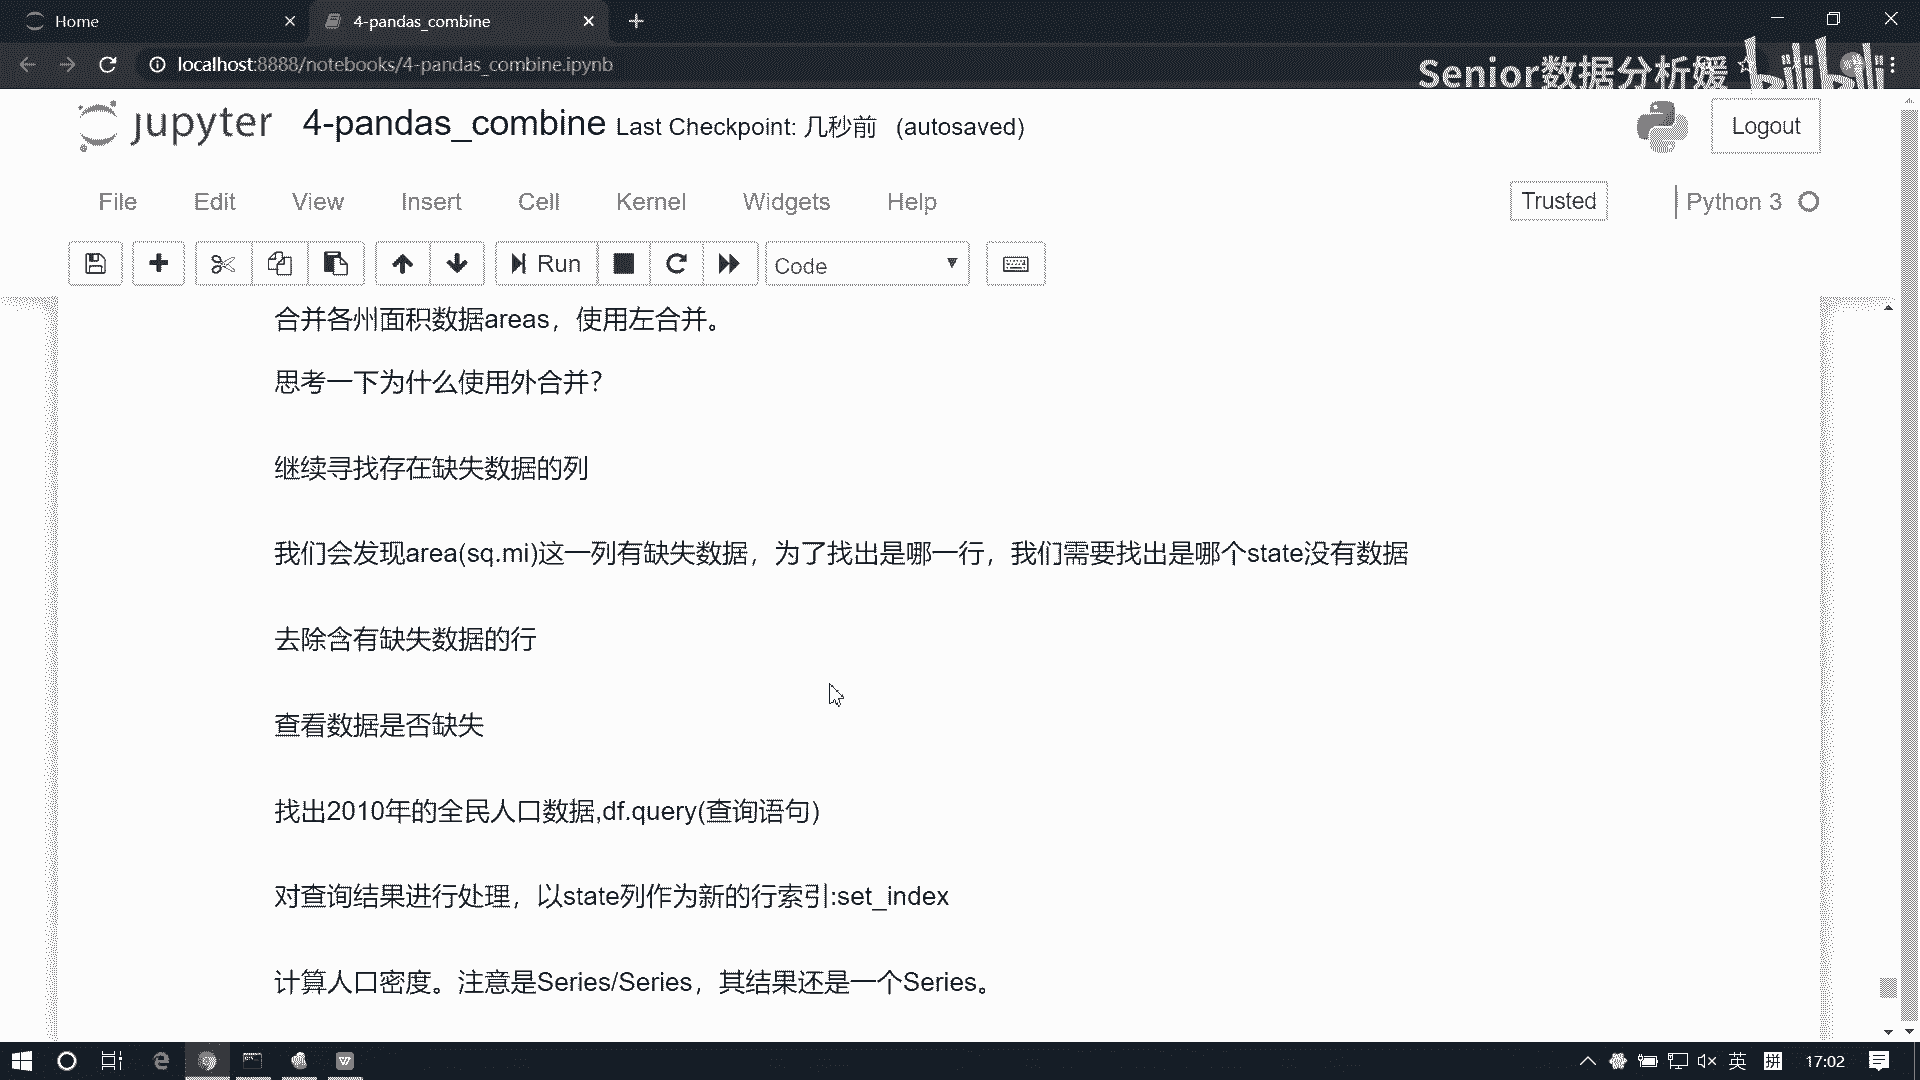 Home
4-pandas_combine
localhost:8888/notebooks/4-pandas_combine.ipynb
Senior数据分析媛
bilibili
jupyter 4-pandas_combine Last Checkpoint: 几秒前 (autosaved)
Logout
File Edit View Insert Cell Kernel Widgets Help
Trusted
Python 3
Run
Code
合并各州面积数据areas，使用左合并。
思考一下为什么使用外合并？
继续寻找存在缺失数据的列
我们会发现area(sq.mi)这一列有缺失数据，为了找出是哪一行，我们需要找出是哪个state没有数据
去除含有缺失数据的行
查看数据是否缺失
找出2010年的全民人口数据,df.query(查询语句)
对查询结果进行处理，以state列作为新的行索引:set_index
计算人口密度。注意是Series/Series，其结果还是一个Series。
英
拼
17:02